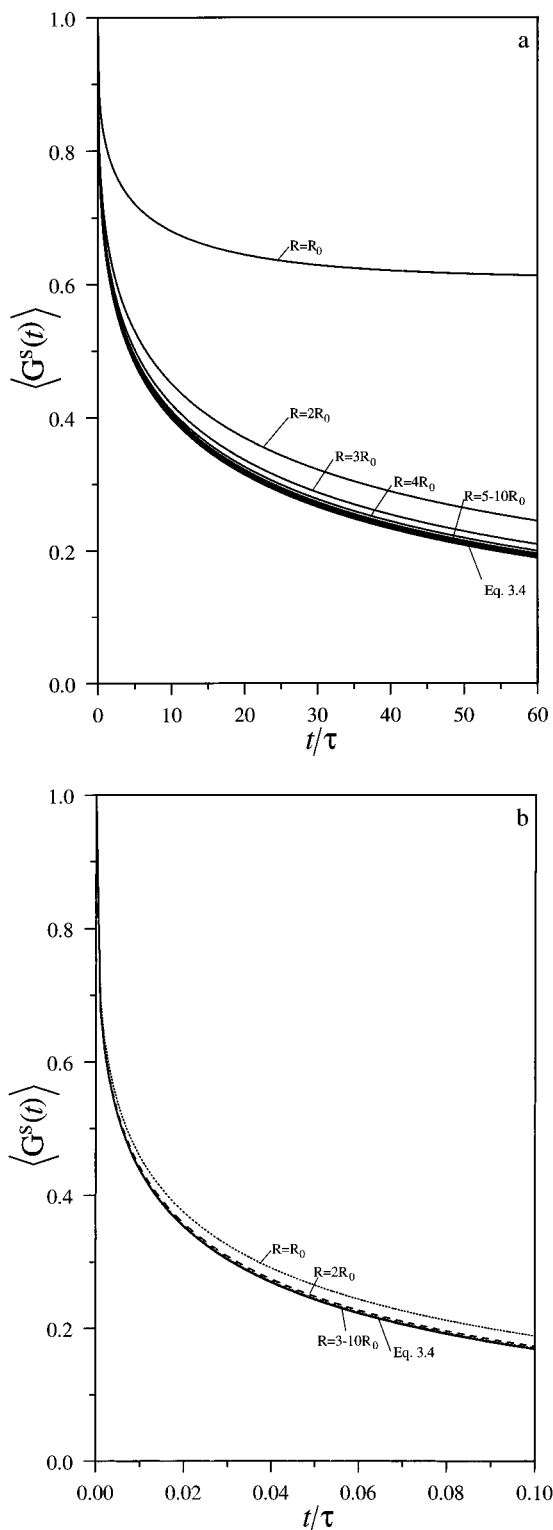 a
1.0
0.8
0.6
0.4
0.2
0.0
⟨Gˢ(t)⟩
R=R₀
R=2R₀
R=3R₀
R=4R₀
R=5-10R₀
Eq. 3.4
0 10 20 30 40 50 60
t/τ
b
1.0
0.8
0.6
0.4
0.2
0.0
⟨Gˢ(t)⟩
R=R₀
R=2R₀
R=3-10R₀
Eq. 3.4
0.00 0.02 0.04 0.06 0.08 0.10
t/τ